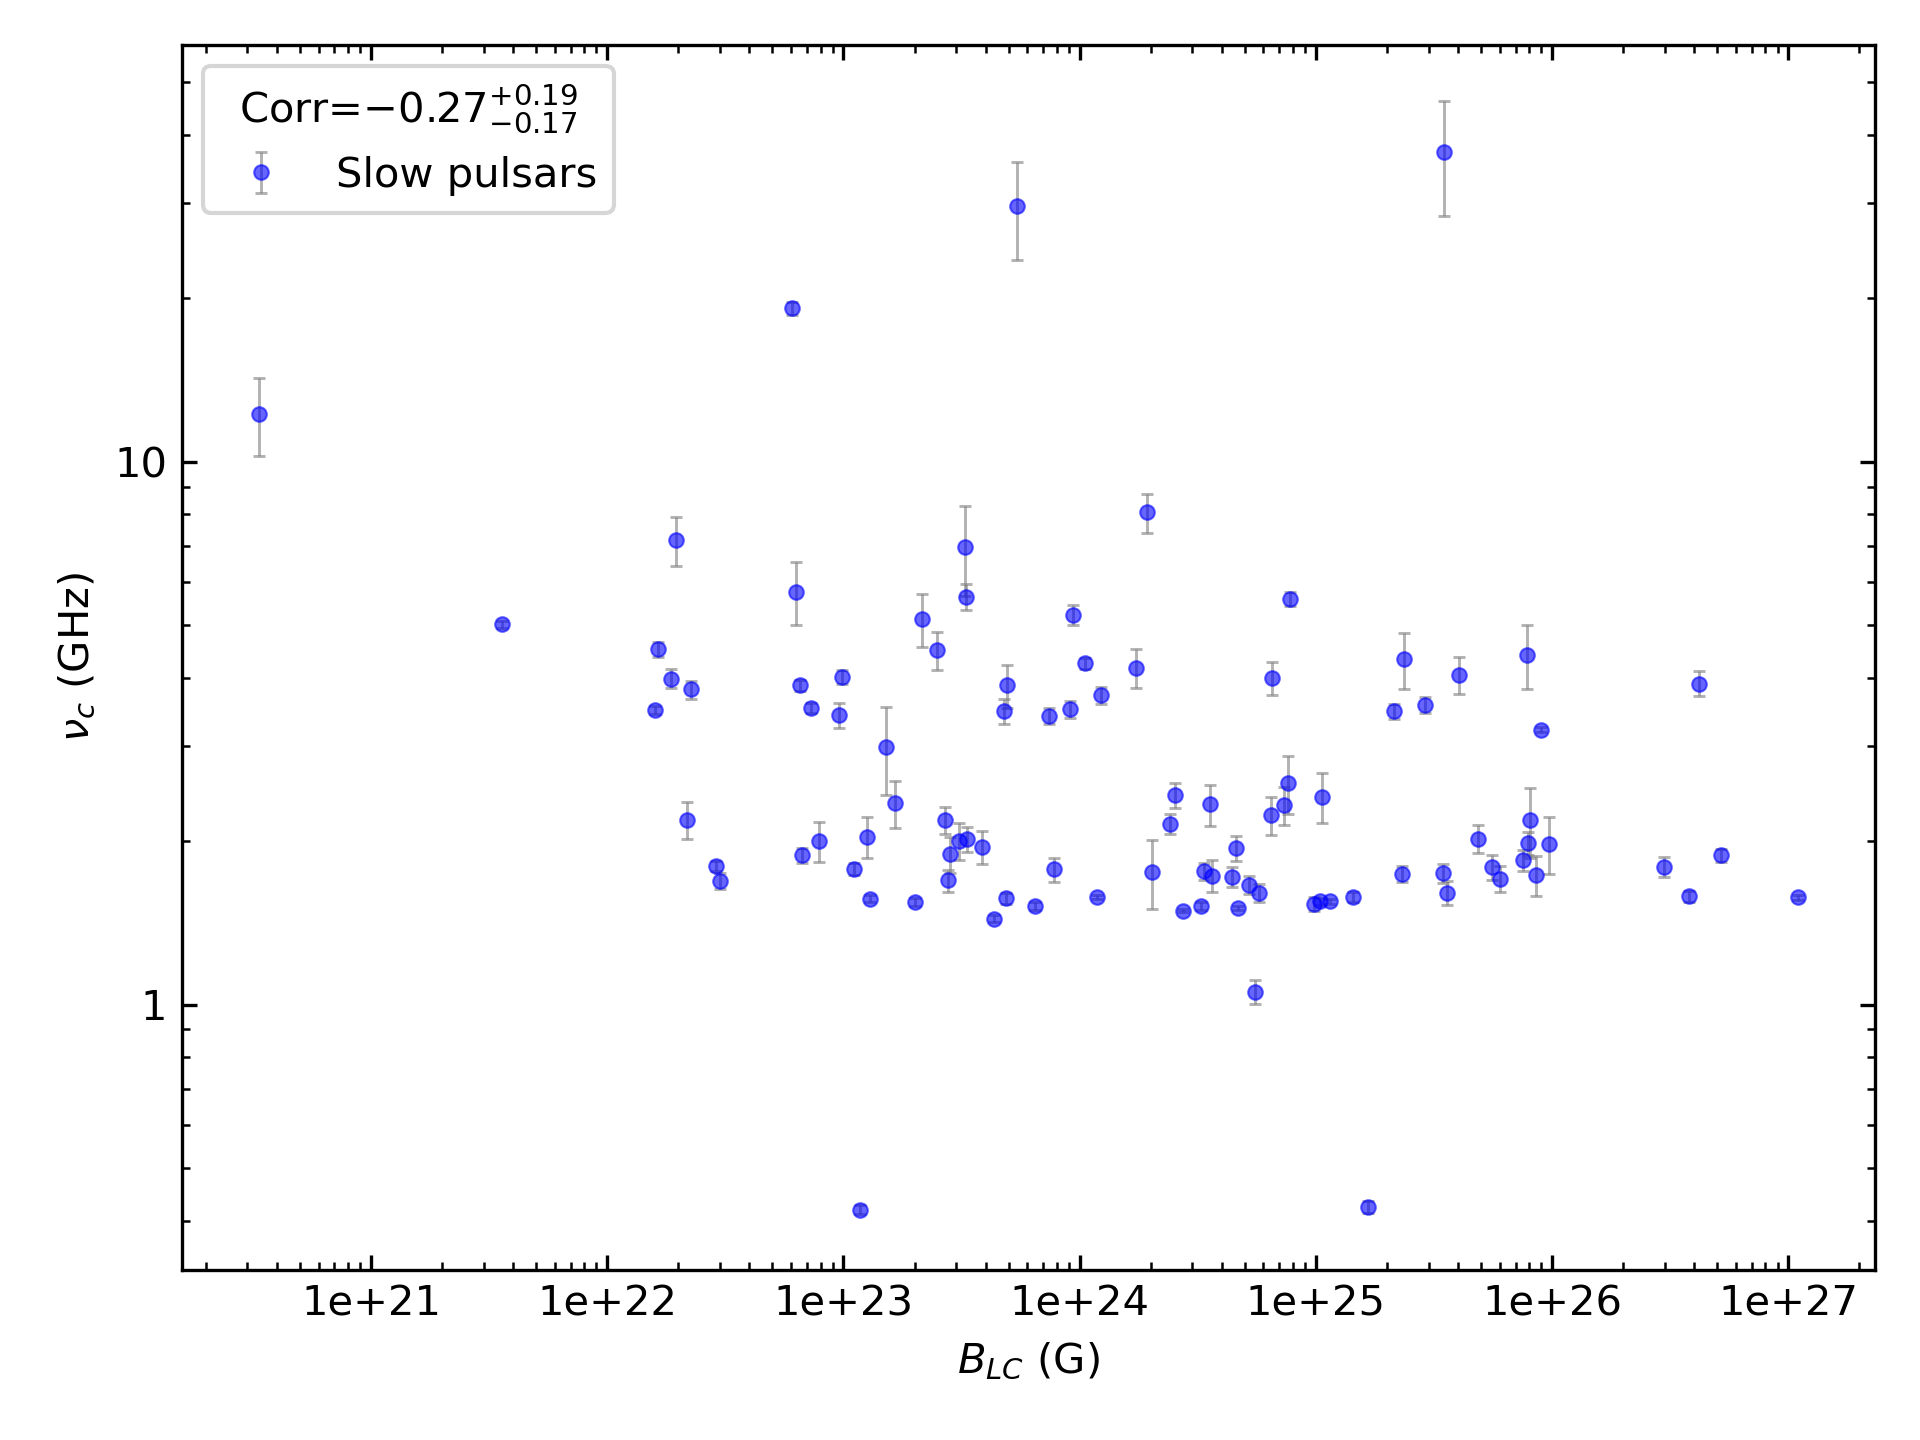 Corr=−0.27+0.19−0.17
Slow pulsars
10
1
νc (GHz)
1e+21 1e+22 1e+23 1e+24 1e+25 1e+26 1e+27
BLC (G)